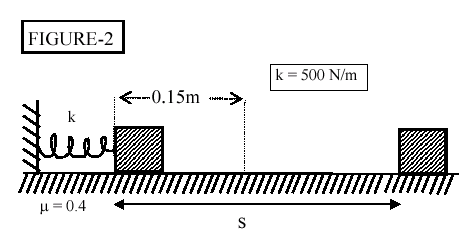 FIGURE-2
k = 500 N/m
0.15m
k
μ = 0.4
S